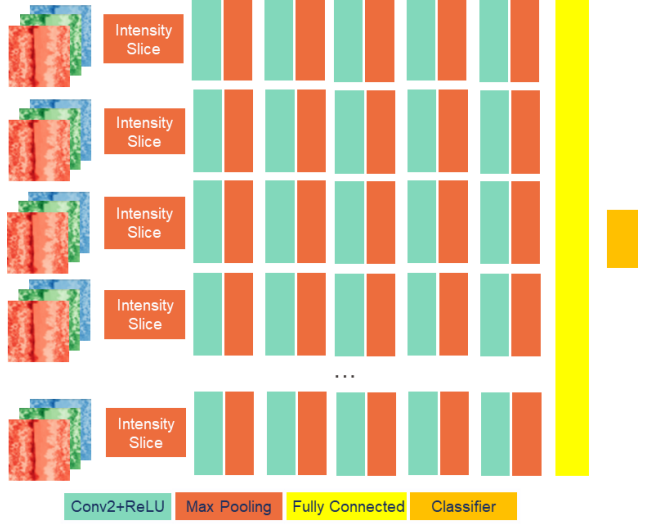 Intensity
Slice
Intensity
Slice
Intensity
Slice
Intensity
Slice
...
Intensity
Slice
Conv2+ReLU
Max Pooling
Fully Connected
Classifier